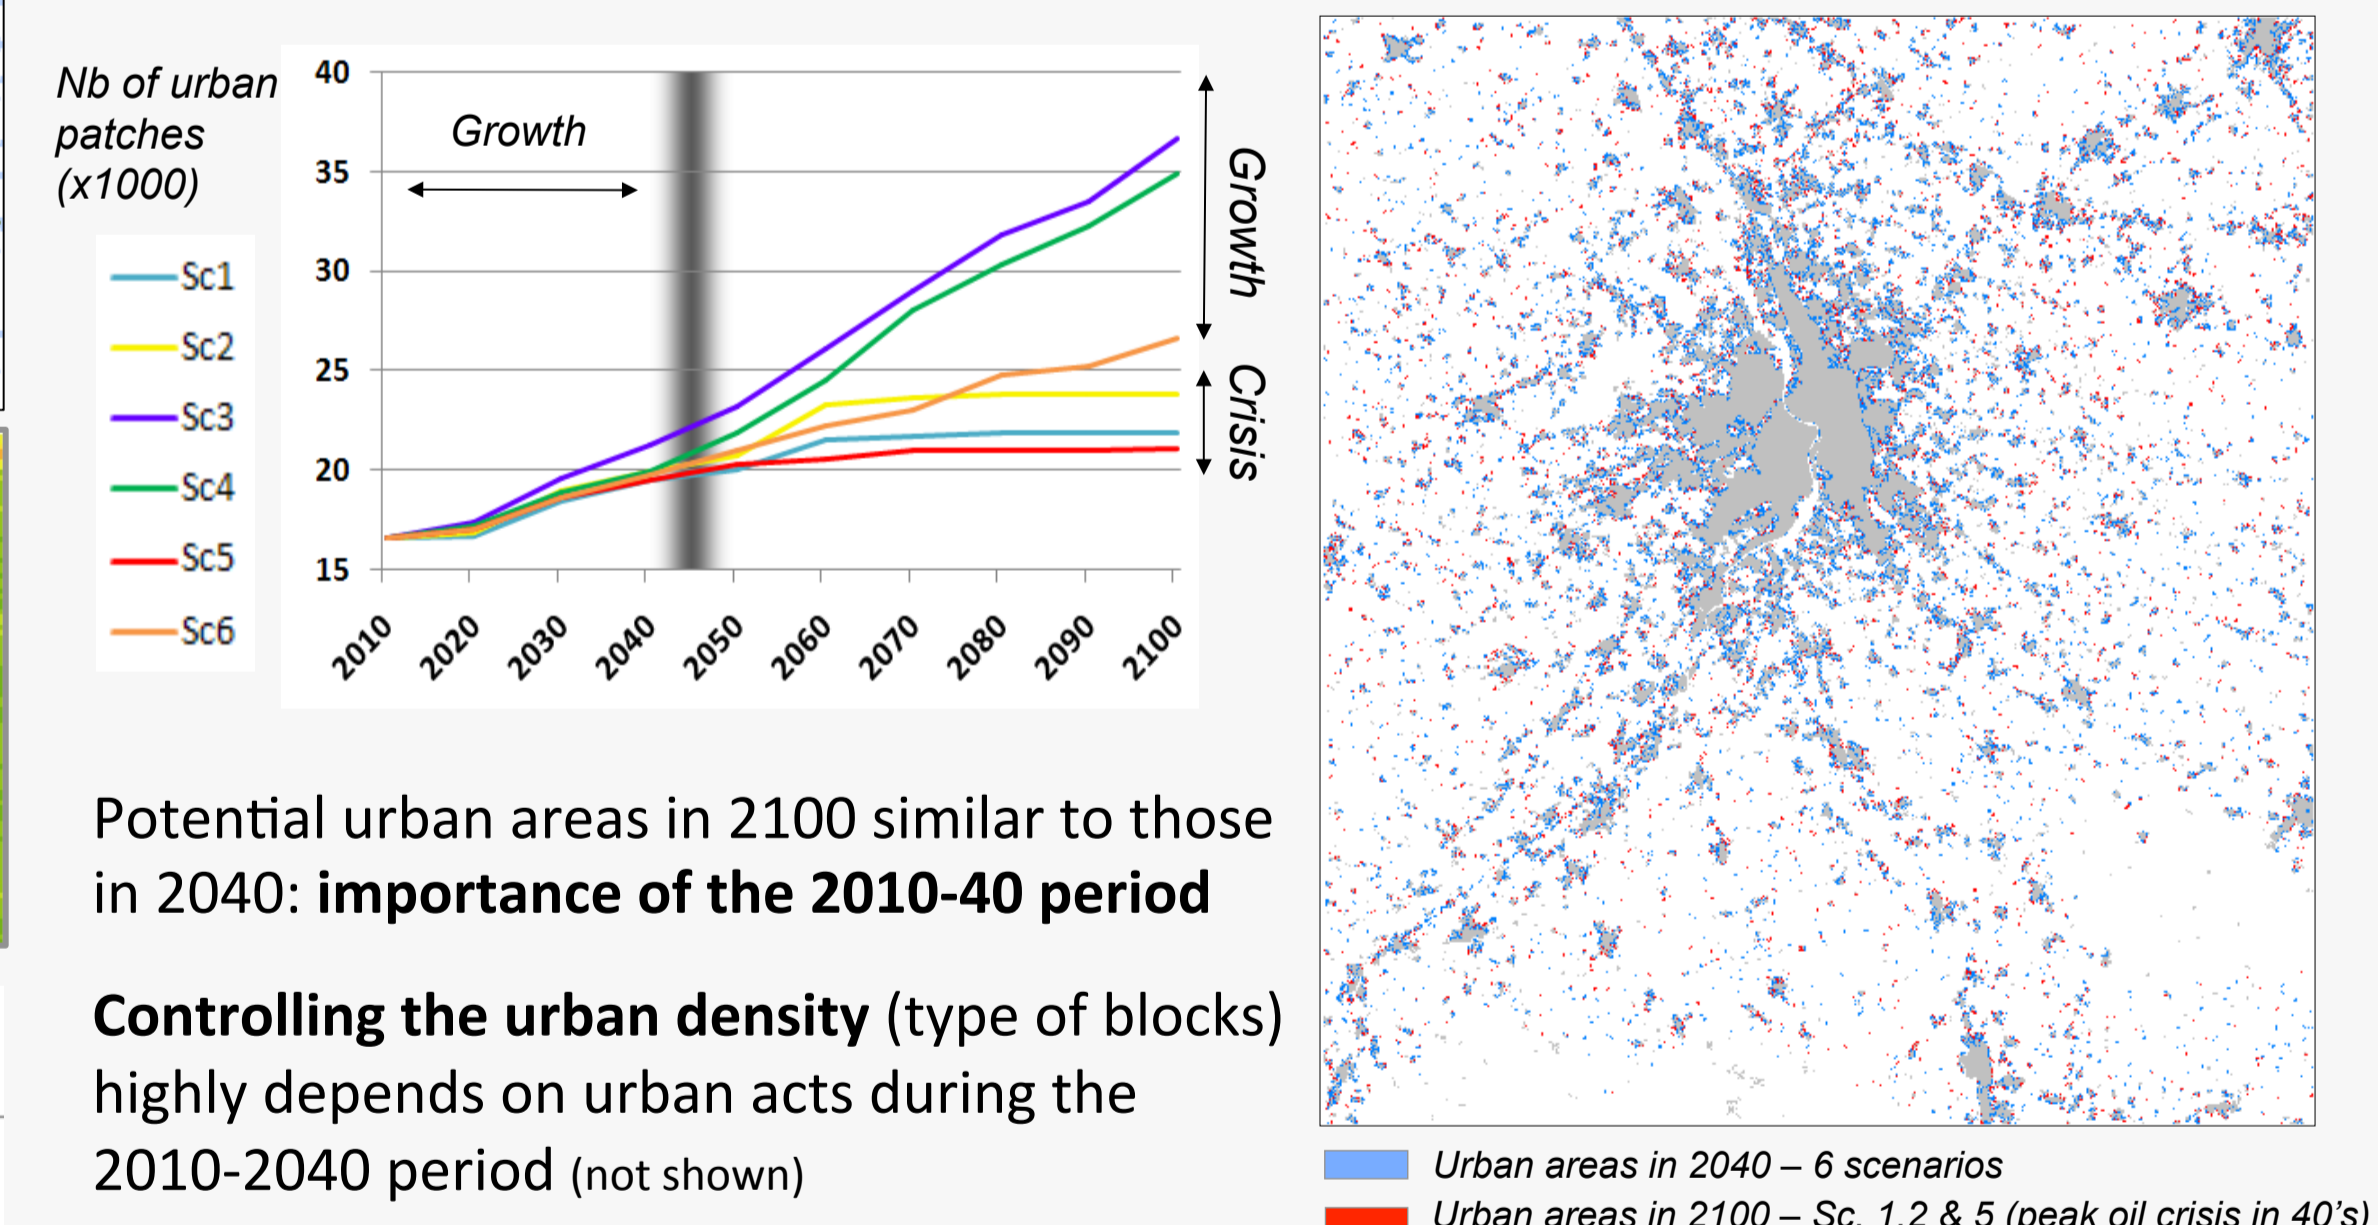 Nb of urban
patches
(x1000)
Sc1
Sc2
Sc3
Sc4
Sc5
Sc6
40
35
30
25
20
15
Growth
2010
2020
2030
2040
2050
2060
2070
2080
2090
2100
Growth
Crisis
Potential urban areas in 2100 similar to those
in 2040: importance of the 2010-40 period
Controlling the urban density (type of blocks)
highly depends on urban acts during the
2010-2040 period (not shown)
Urban areas in 2040 – 6 scenarios
Urban areas in 2100 – Sc. 1,2 & 5 (peak oil crisis in 40's)